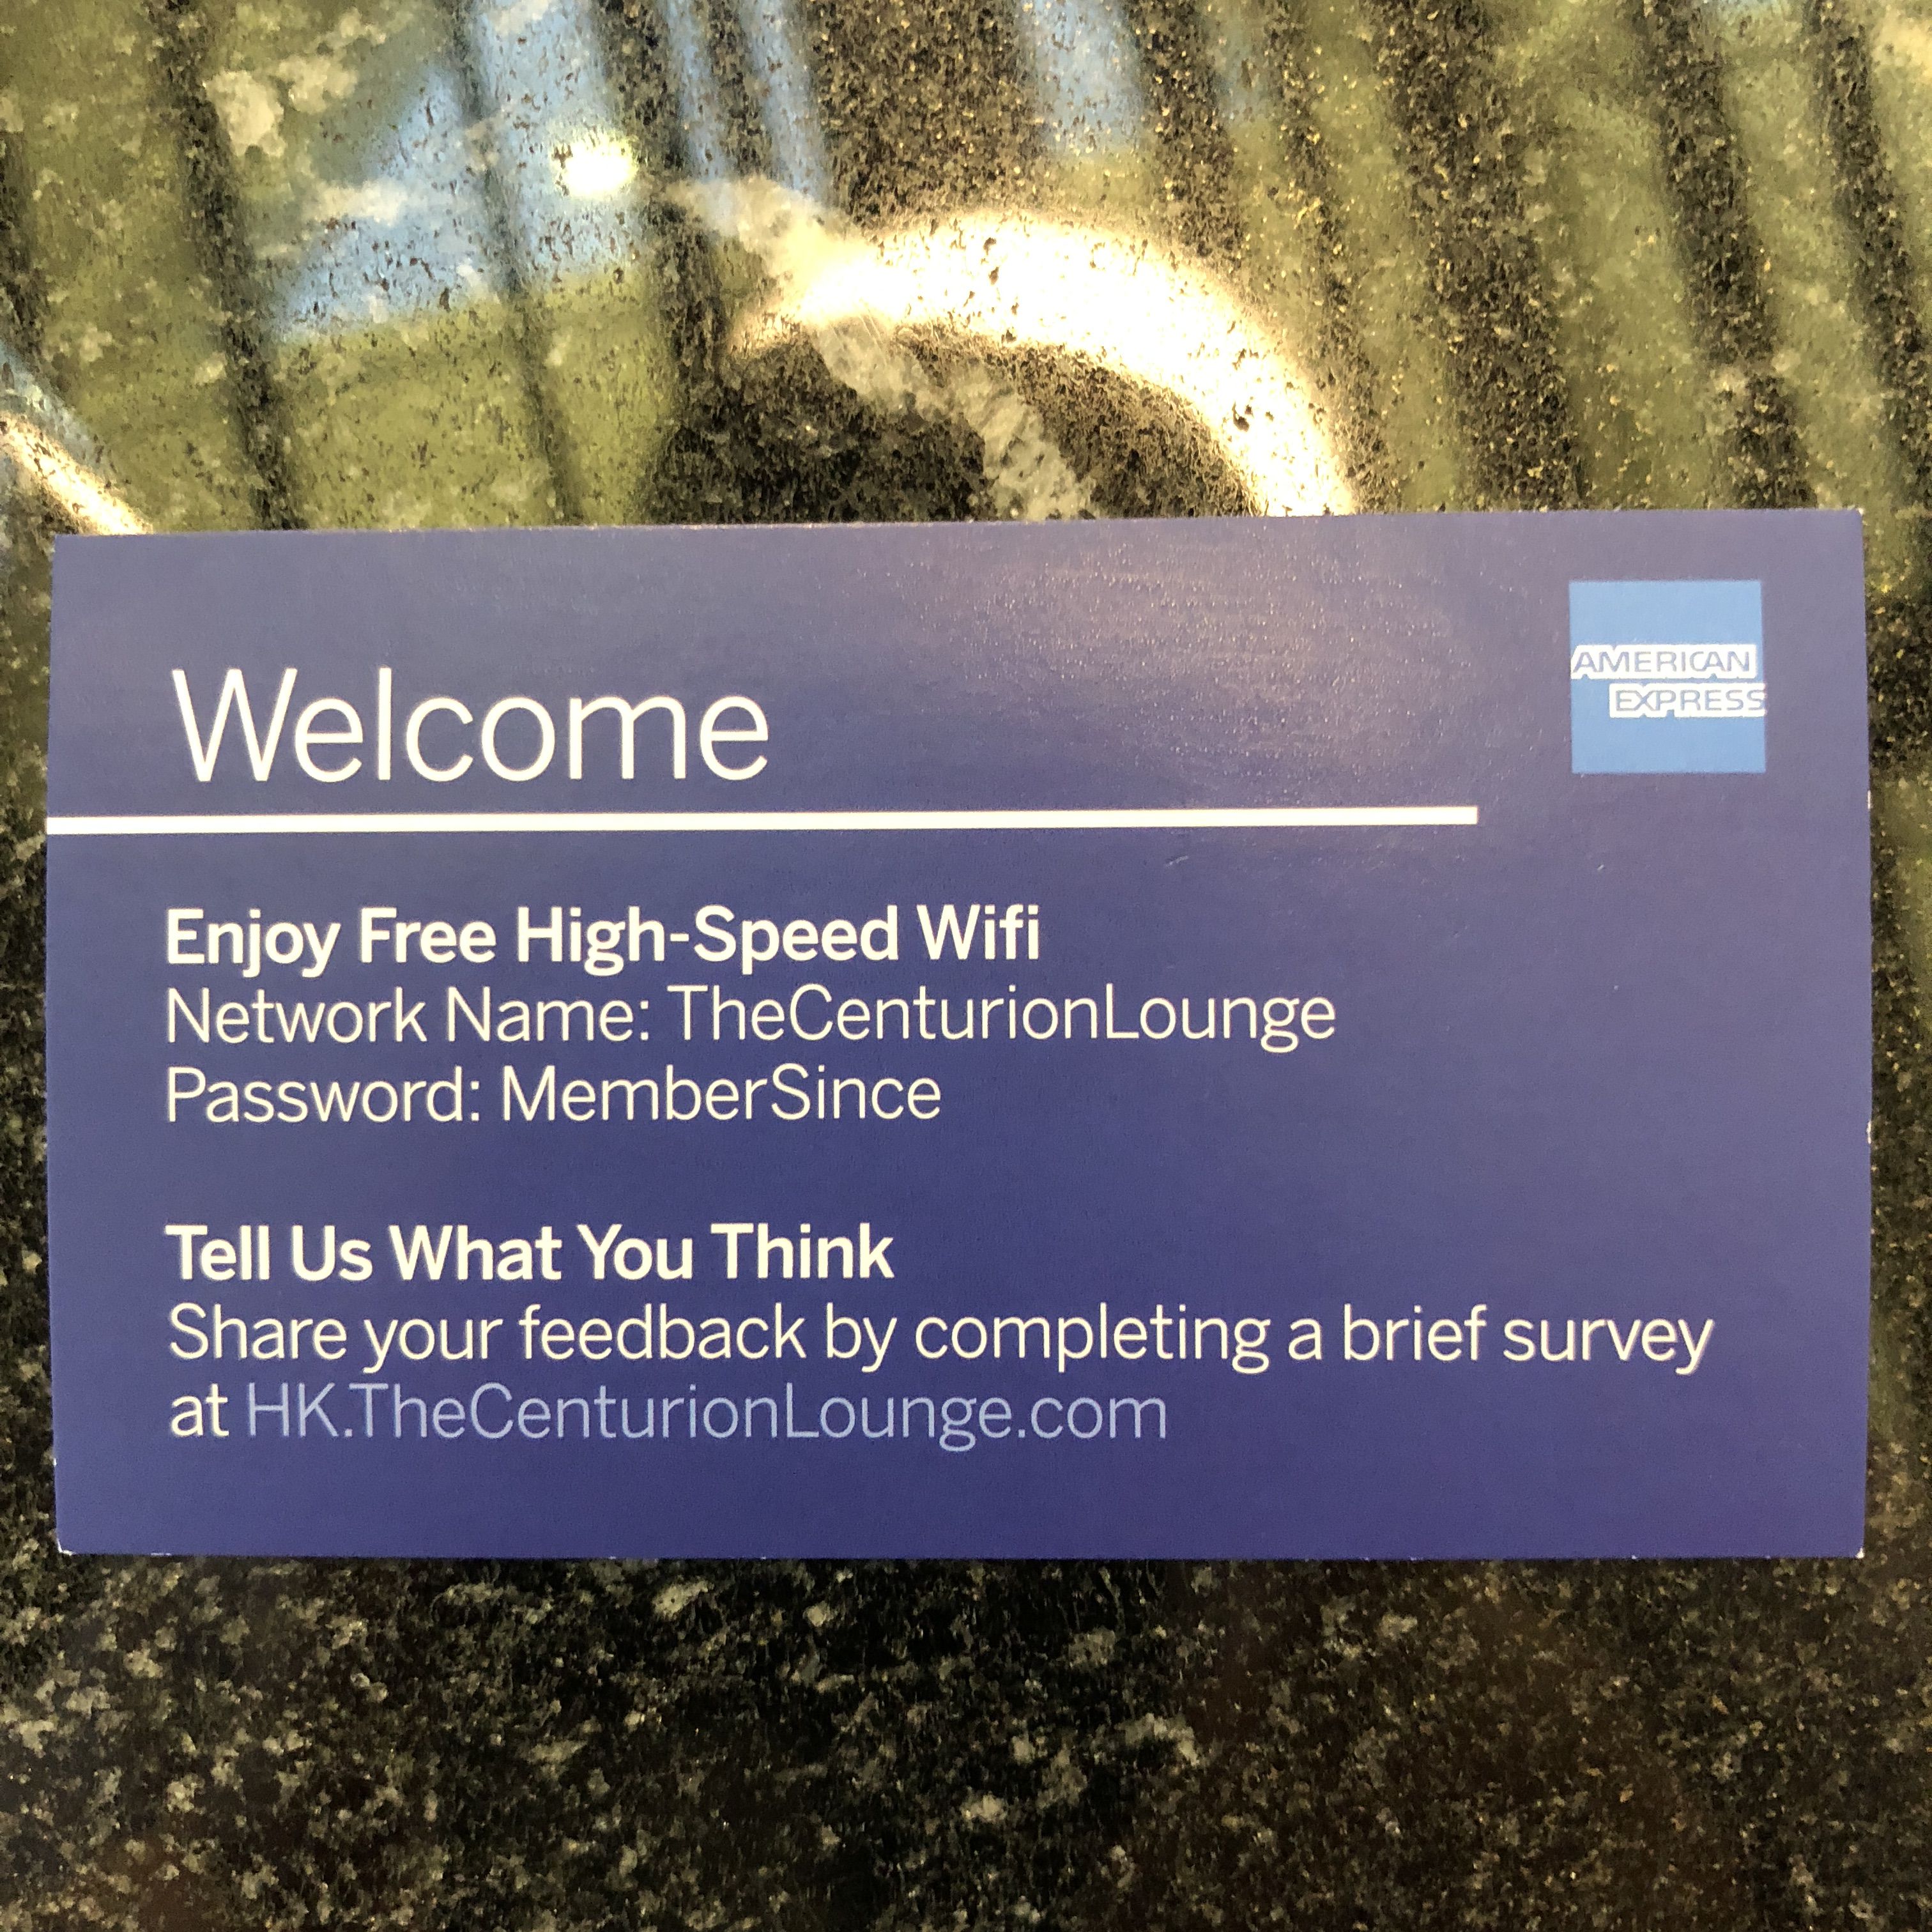 Welcome
AMERICAN
EXPRESS
Enjoy Free High-Speed Wifi
Network Name: TheCenturionLounge
Password: MemberSince
Tell Us What You Think
Share your feedback by completing a brief survey
at HK.TheCenturionLounge.com